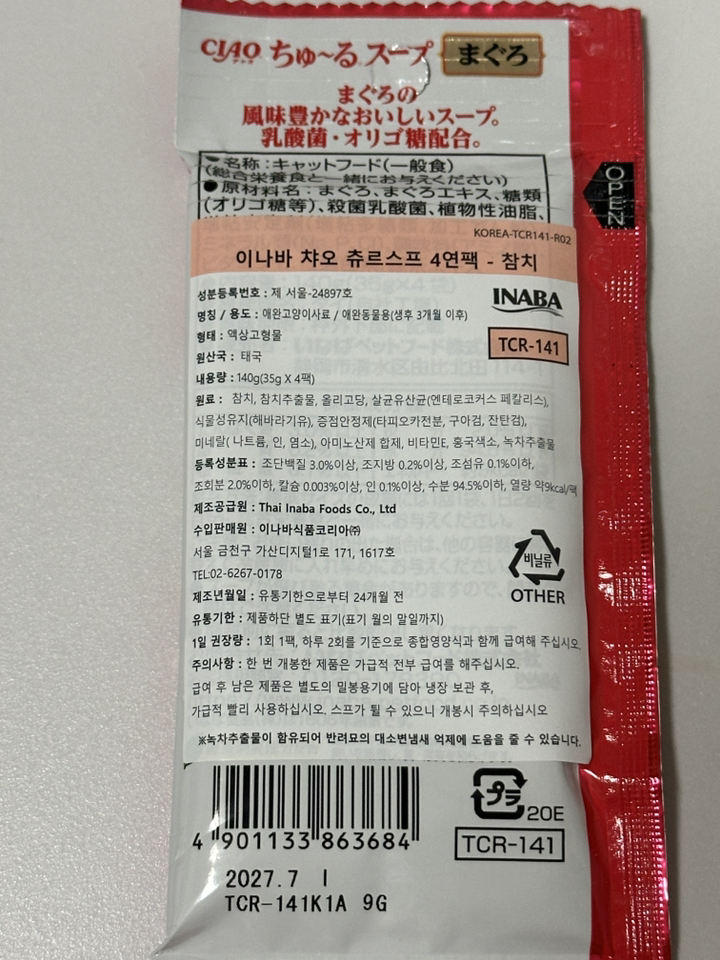 CIAO ちゅ〜る スープ まぐろ
まぐろの
風味豊かなおいしいスープ。
乳酸菌・オリゴ糖配合。
●名称：キャットフード(一般食)
(総合栄養食と一緒にお与えください)
●原材料名：まぐろ、まぐろエキス、糖類
(オリゴ糖等)、殺菌乳酸菌、植物性油脂、
OPEN
KOREA-TCR141-R02
이나바 챠오 츄르스프 4연팩 - 참치
성분등록번호 : 제 서울-24897호
INABA
명칭 / 용도 : 애완고양이사료 / 애완동물용(생후 3개월 이후)
형태 : 액상고형물
TCR-141
원산국 : 태국
내용량 : 140g(35g X 4팩)
원료 : 참치, 참치추출물, 올리고당, 살균유산균(엔테로코커스 페칼리스),
식물성유지(해바라기유), 증점안정제(타피오카전분, 구아검, 잔탄검),
미네랄( 나트륨, 인, 염소), 아미노산제 합제, 비타민E, 홍국색소, 녹차추출물
등록성분표 : 조단백질 3.0%이상, 조지방 0.2%이상, 조섬유 0.1%이하,
조회분 2.0%이하, 칼슘 0.003%이상, 인 0.1%이상, 수분 94.5%이하, 열량 약9kcal/팩
제조공급원 : Thai Inaba Foods Co., Ltd
수입판매원 : 이나바식품코리아㈜
서울 금천구 가산디지털1로 171, 1617호
비닐류
OTHER
TEL:02-6267-0178
제조년월일 : 유통기한으로부터 24개월 전
유통기한 : 제품하단 별도 표기(표기 월의 말일까지)
1일 권장량 : 1회 1팩, 하루 2회를 기준으로 종합영양식과 함께 급여해 주십시오.
주의사항 : 한 번 개봉한 제품은 가급적 전부 급여를 해주십시오.
급여 후 남은 제품은 별도의 밀봉용기에 담아 냉장 보관 후,
가급적 빨리 사용하십시오. 스프가 튈 수 있으니 개봉시 주의하십시오
※녹차추출물이 함유되어 반려묘의 대소변냄새 억제에 도움을 줄 수 있습니다.
プラ
20E
4 901133 863684
TCR-141
2027.7 I
TCR-141K1A 9G